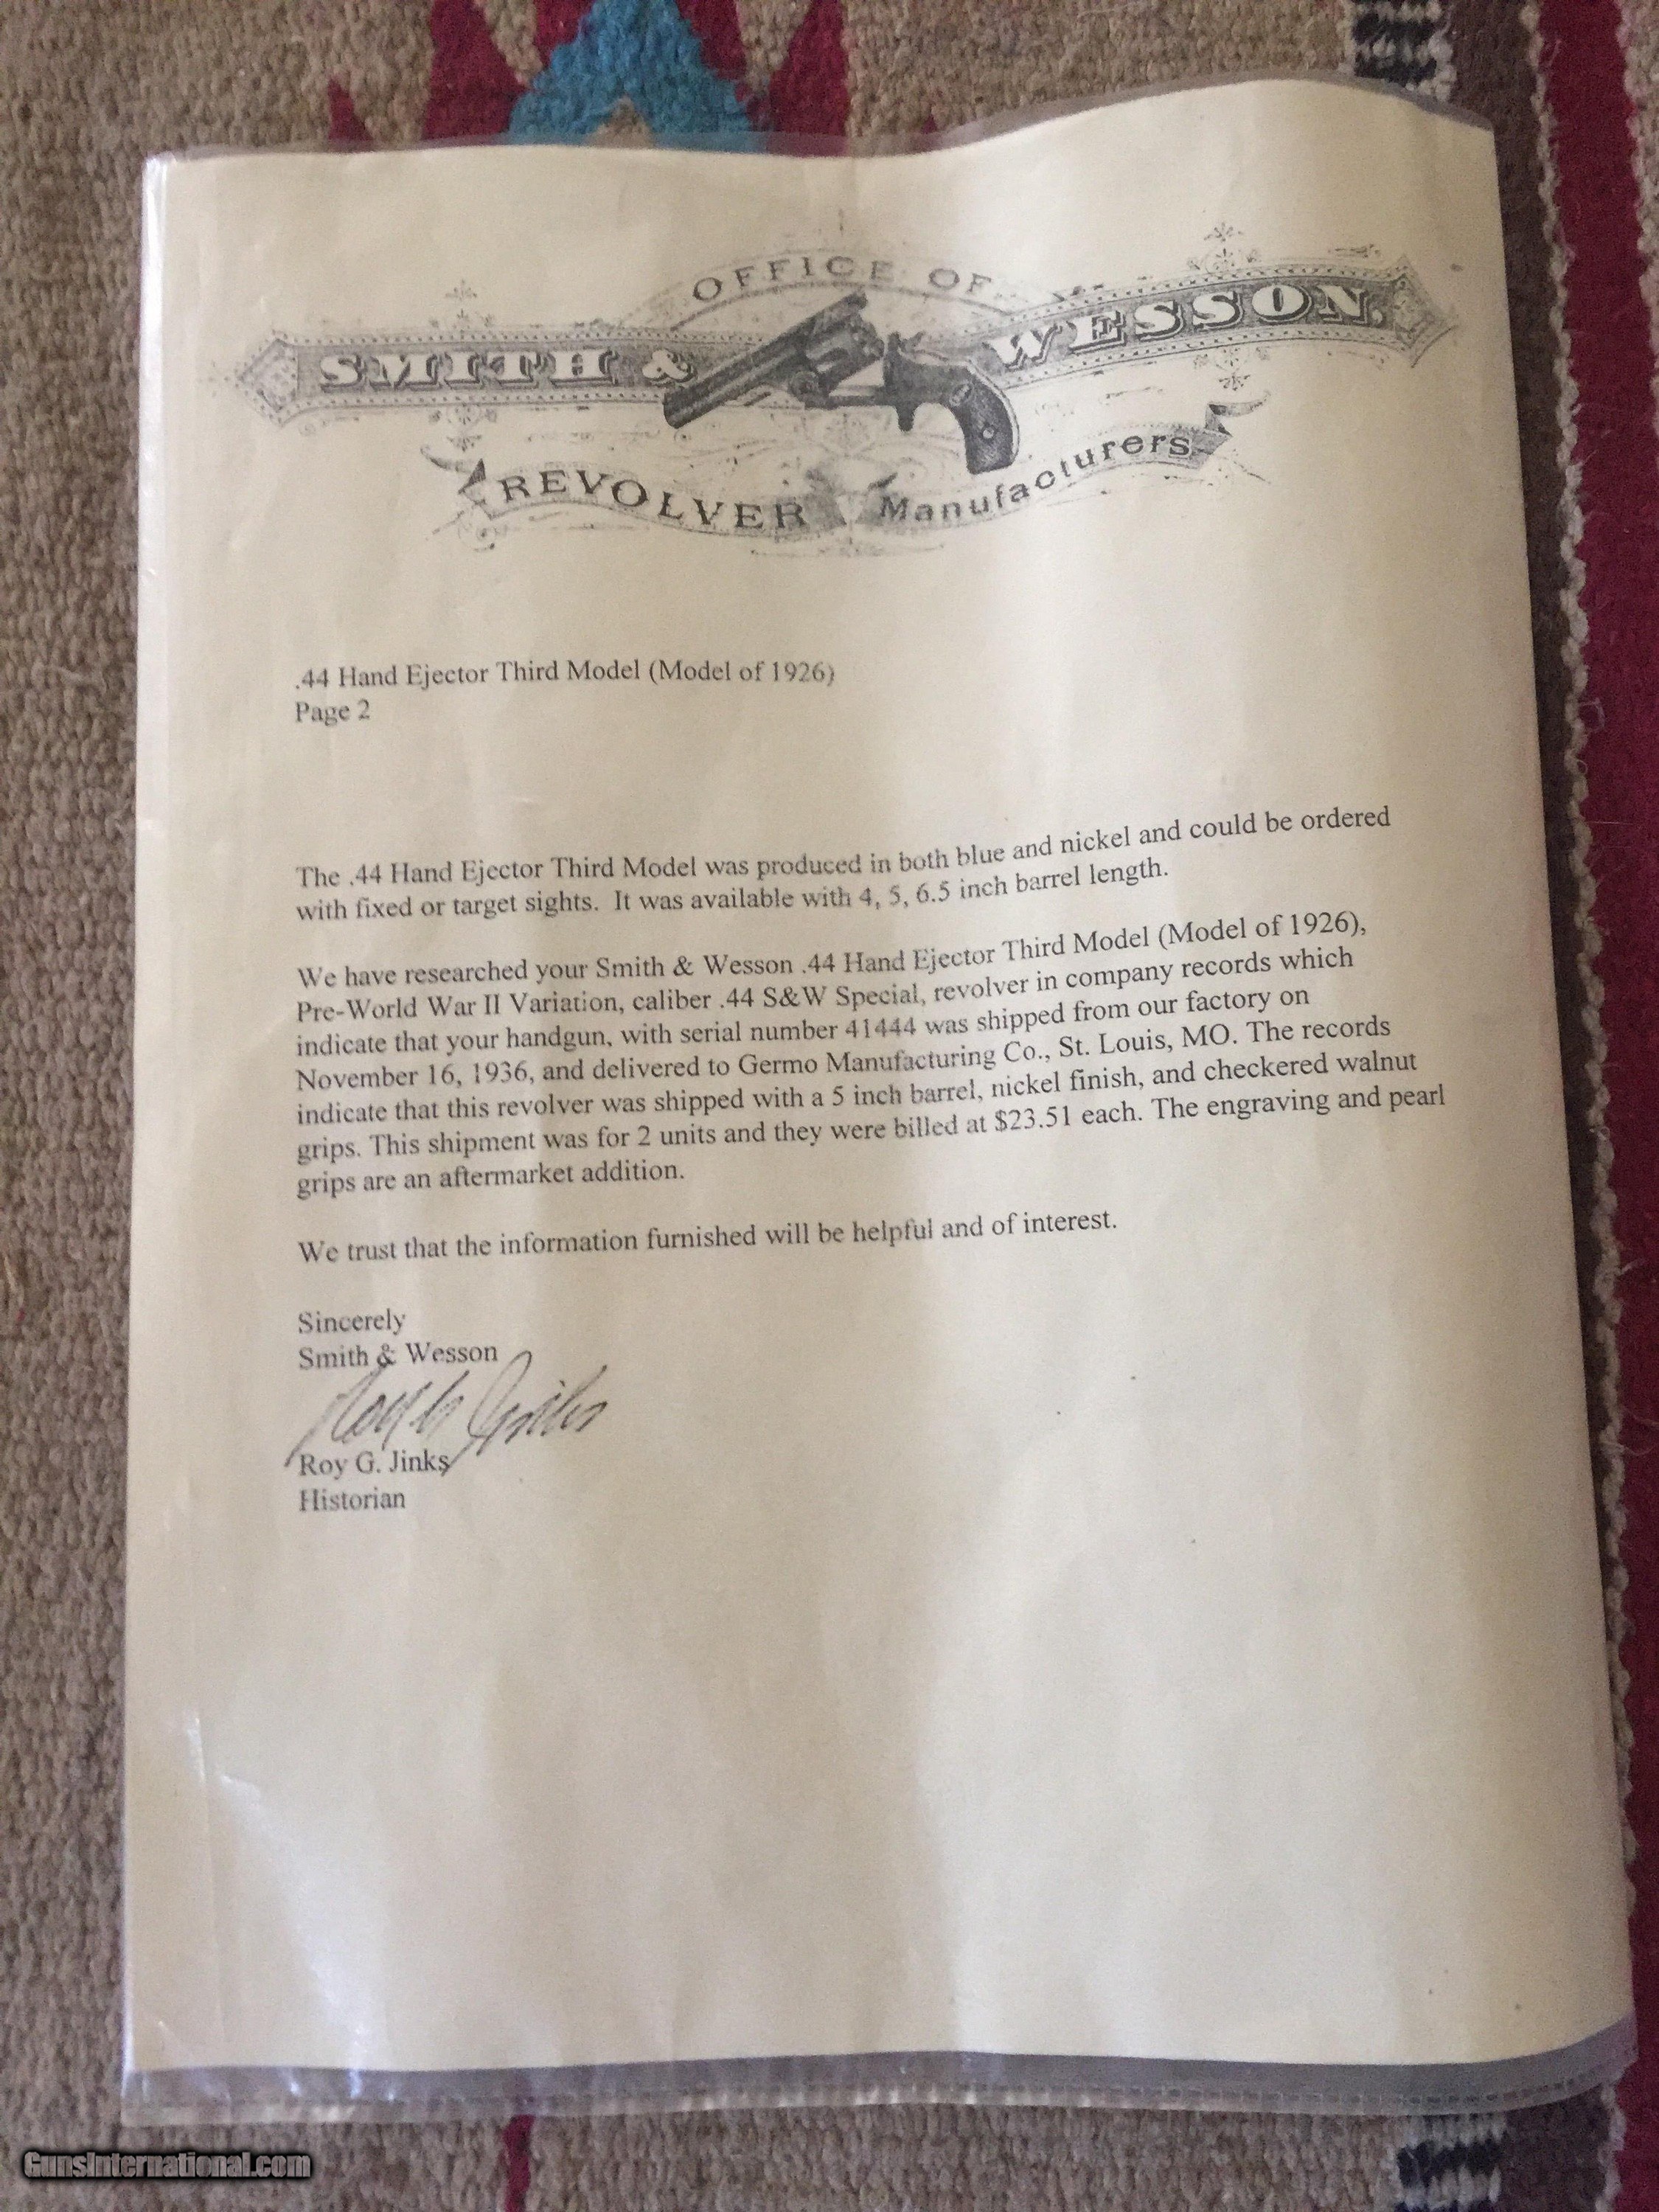 OFFICE OF
SMITH & WESSON.
REVOLVER Manufacturers
.44 Hand Ejector Third Model (Model of 1926)
Page 2
The .44 Hand Ejector Third Model was produced in both blue and nickel and could be ordered
with fixed or target sights. It was available with 4, 5, 6.5 inch barrel length.
We have researched your Smith & Wesson .44 Hand Ejector Third Model (Model of 1926),
Pre-World War II Variation, caliber .44 S&W Special, revolver in company records which
indicate that your handgun, with serial number 41444 was shipped from our factory on
November 16, 1936, and delivered to Germo Manufacturing Co., St. Louis, MO. The records
indicate that this revolver was shipped with a 5 inch barrel, nickel finish, and checkered walnut
grips. This shipment was for 2 units and they were billed at $23.51 each. The engraving and pearl
grips are an aftermarket addition.
We trust that the information furnished will be helpful and of interest.
Sincerely
Smith & Wesson
Roy G. Jinks
Roy G. Jinks
Historian
GunsInternational.com